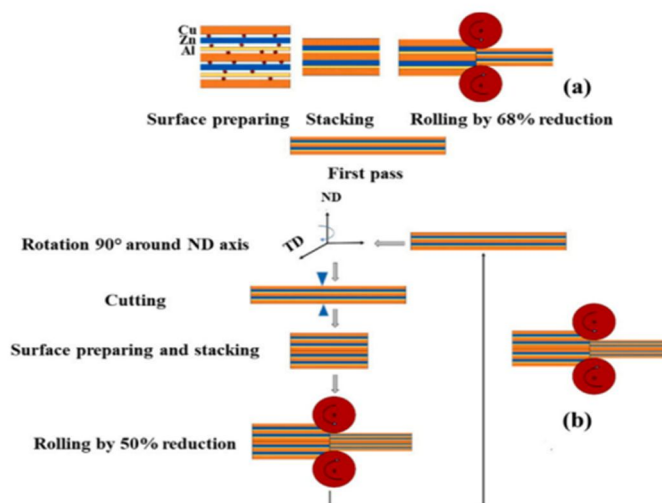 Cu
Zn
Al
(a)
Surface preparing Stacking Rolling by 68% reduction
First pass
ND
TD
Rotation 90° around ND axis
Cutting
Surface preparing and stacking
(b)
Rolling by 50% reduction